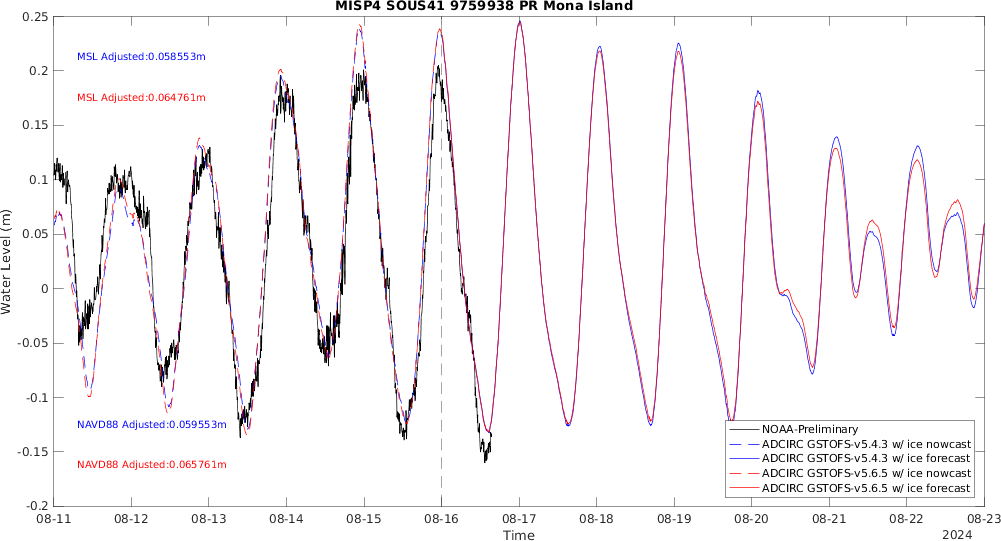 MISP4 SOUS41 9759938 PR Mona Island
0.25
0.2
0.15
0.1
0.05
0
-0.05
-0.1
-0.15
-0.2
Water Level (m)
MSL Adjusted:0.058553m
MSL Adjusted:0.064761m
NAVD88 Adjusted:0.059553m
NAVD88 Adjusted:0.065761m
NOAA-Preliminary
ADCIRC GSTOFS-v5.4.3 w/ ice nowcast
ADCIRC GSTOFS-v5.4.3 w/ ice forecast
ADCIRC GSTOFS-v5.6.5 w/ ice nowcast
ADCIRC GSTOFS-v5.6.5 w/ ice forecast
08-11 08-12 08-13 08-14 08-15 08-16 08-17 08-18 08-19 08-20 08-21 08-22 08-23
Time
2024